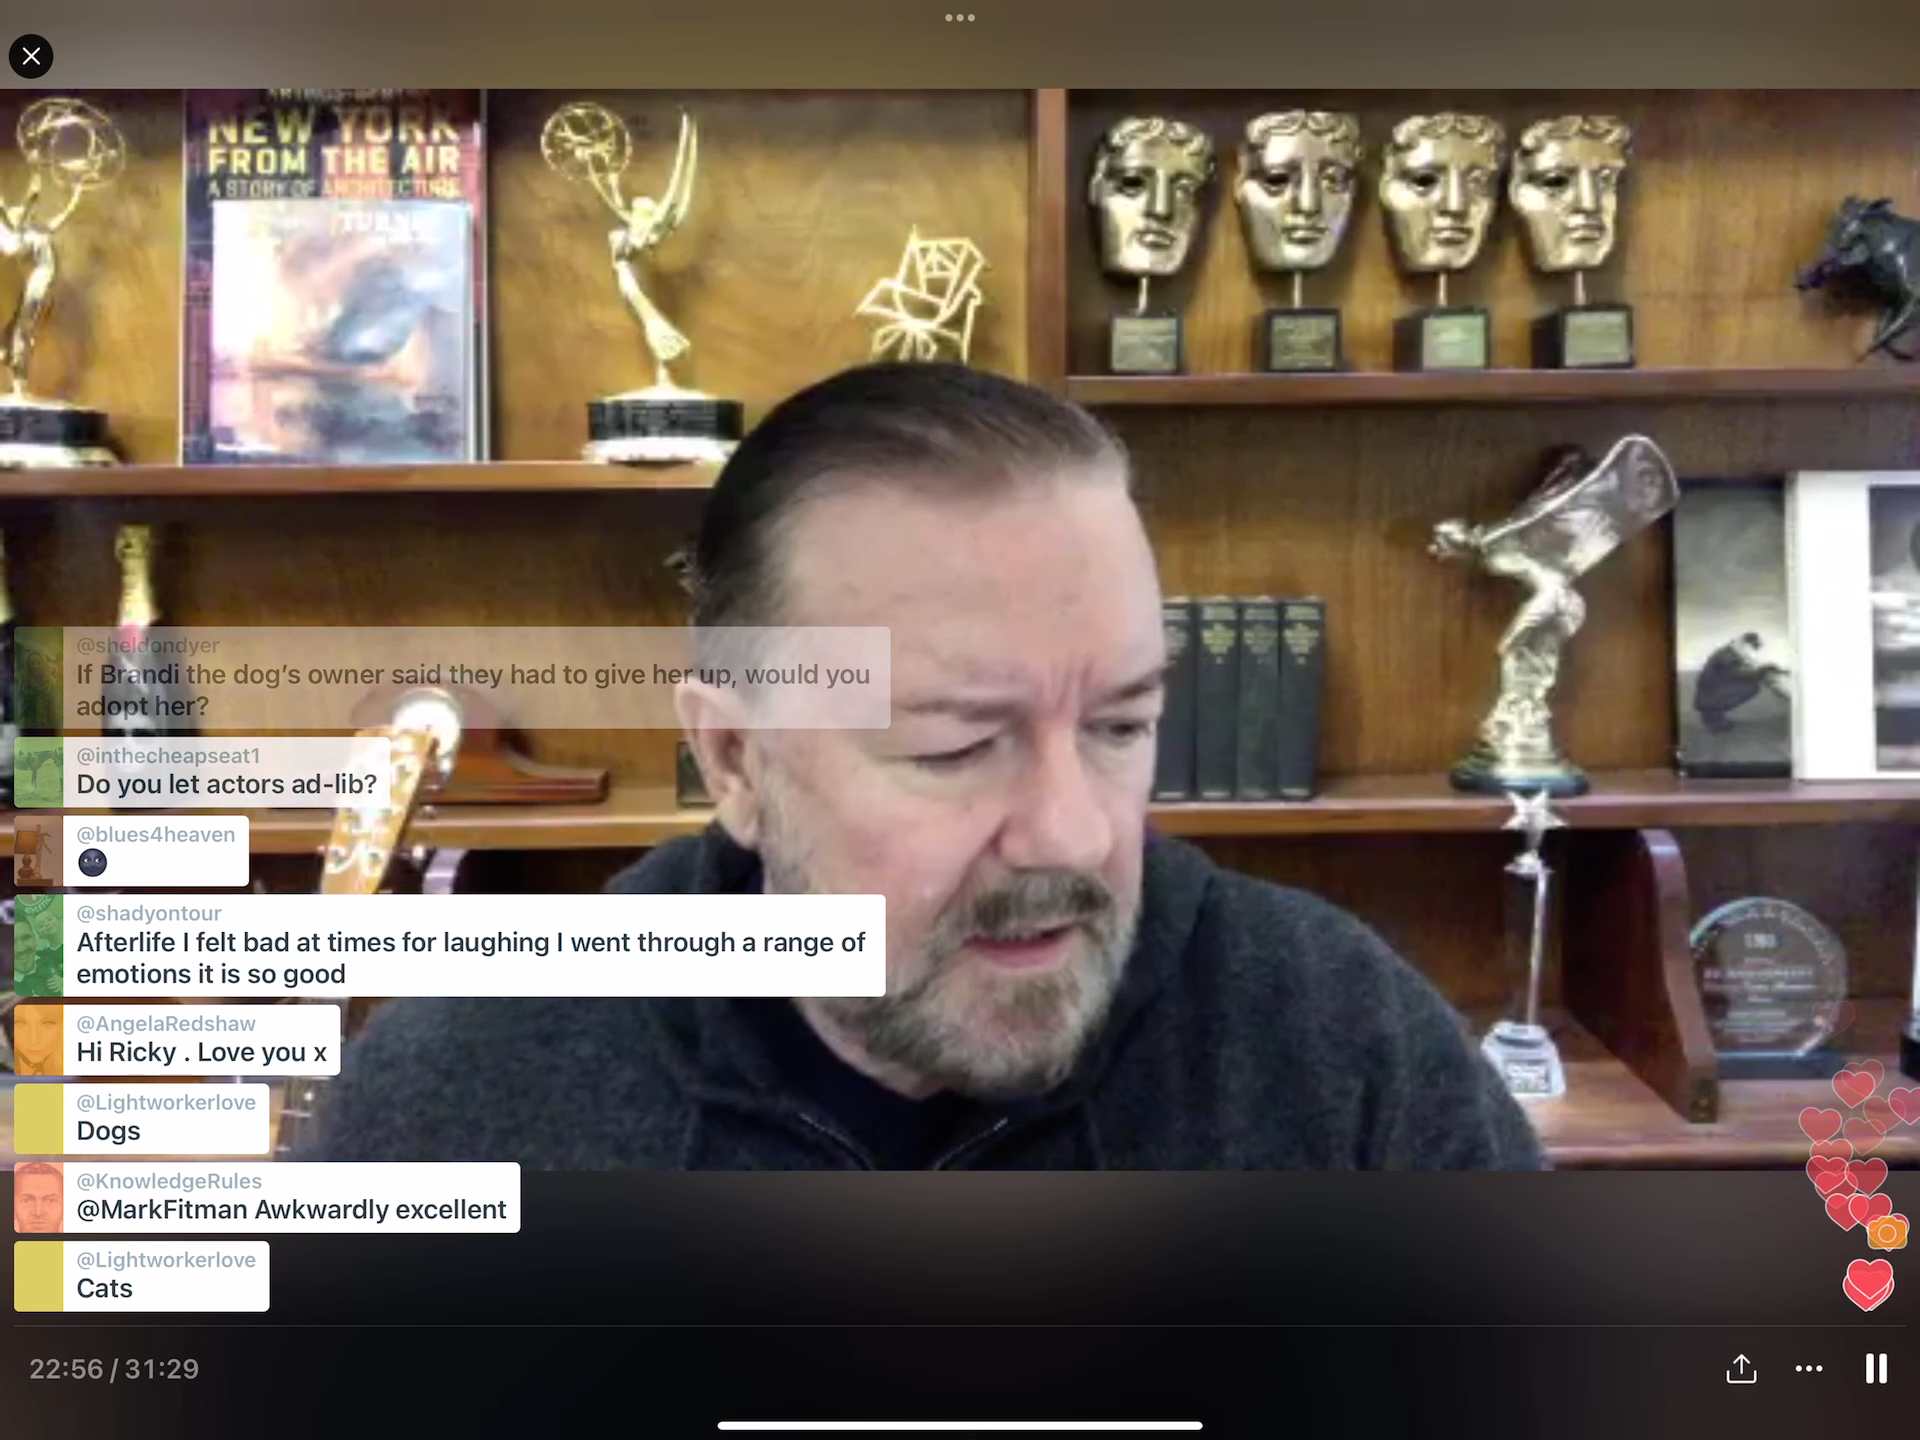 NEW YORK
FROM THE AIR
A STORY OF ARCHITECTURE
TURNER
@sheldondyer
If Brandi the dog’s owner said they had to give her up, would you
adopt her?
@inthecheapseat1
Do you let actors ad-lib?
@blues4heaven
🌚
@shadyontour
Afterlife I felt bad at times for laughing I went through a range of
emotions it is so good
@AngelaRedshaw
Hi Ricky . Love you x
@Lightworkerlove
Dogs
@KnowledgeRules
@MarkFitman Awkwardly excellent
@Lightworkerlove
Cats
22:56 / 31:29